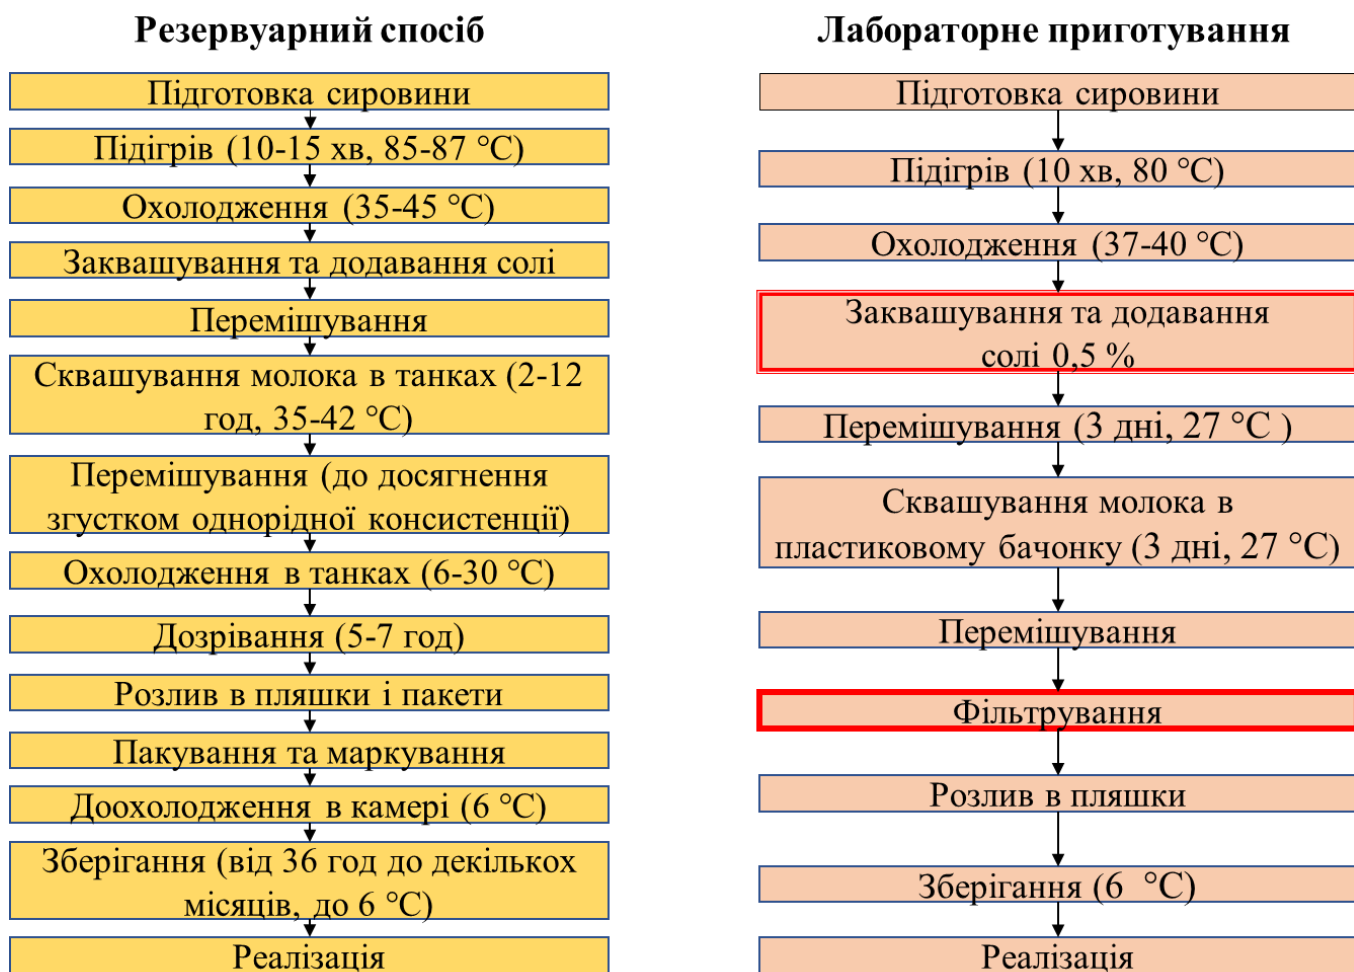 Резервуарний спосіб
Підготовка сировини
Підігрів (10-15 хв, 85-87 °С)
Охолодження (35-45 °С)
Заквашування та додавання солі
Перемішування
Сквашування молока в танках (2-12
год, 35-42 °С)
Перемішування (до досягнення
згустком однорідної консистенції)
Охолодження в танках (6-30 °С)
Дозрівання (5-7 год)
Розлив в пляшки і пакети
Пакування та маркування
Доохолодження в камері (6 °С)
Зберігання (від 36 год до декількох
місяців, до 6 °С)
Реалізація
Лабораторне приготування
Підготовка сировини
Підігрів (10 хв, 80 °С)
Охолодження (37-40 °С)
Заквашування та додавання
солі 0,5 %
Перемішування (3 дні, 27 °С )
Сквашування молока в
пластиковому бачонку (3 дні, 27 °С)
Перемішування
Фільтрування
Розлив в пляшки
Зберігання (6 °С)
Реалізація